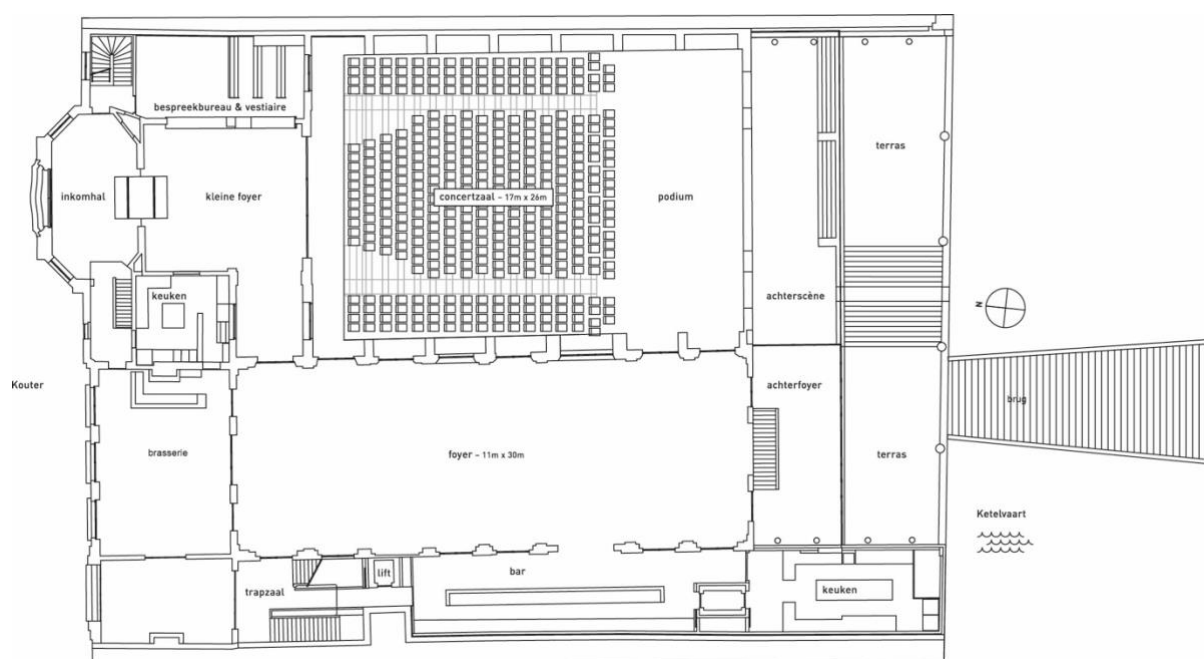 bespreekbureau & vestiaire
terras
inkomhal
kleine foyer
concertzaal – 17m x 26m
podium
keuken
achterscène
N
Kouter
achterfoyer
brug
brasserie
foyer – 11m x 30m
terras
Ketelvaart
lift
bar
trapzaal
keuken